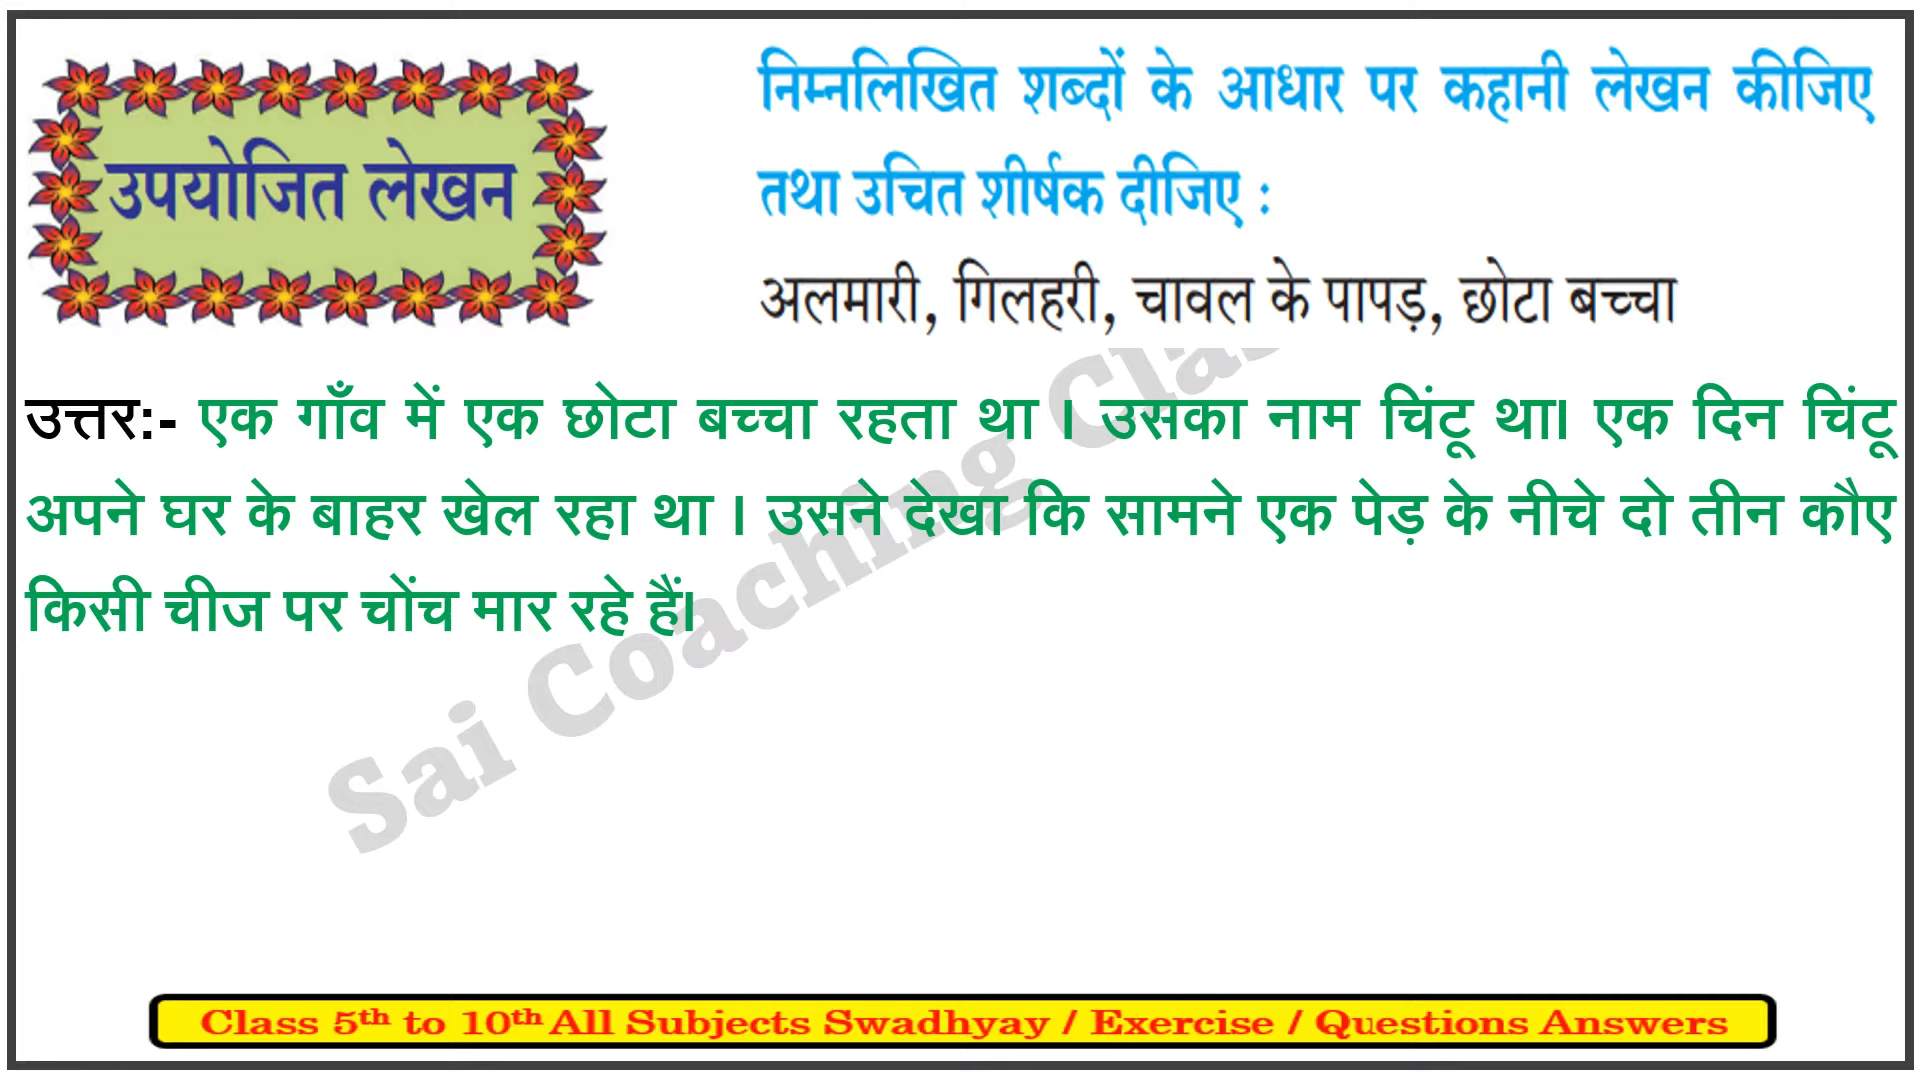 उपयोजित लेखन
निम्नलिखित शब्दों के आधार पर कहानी लेखन कीजिए
तथा उचित शीर्षक दीजिए :
अलमारी, गिलहरी, चावल के पापड़, छोटा बच्चा
उत्तर:- एक गाँव में एक छोटा बच्चा रहता था । उसका नाम चिंटू था। एक दिन चिंटू
अपने घर के बाहर खेल रहा था । उसने देखा कि सामने एक पेड़ के नीचे दो तीन कौए
किसी चीज पर चोंच मार रहे हैं।
Sai Coaching Clas
Class 5th to 10th All Subjects Swadhyay / Exercise / Questions Answers